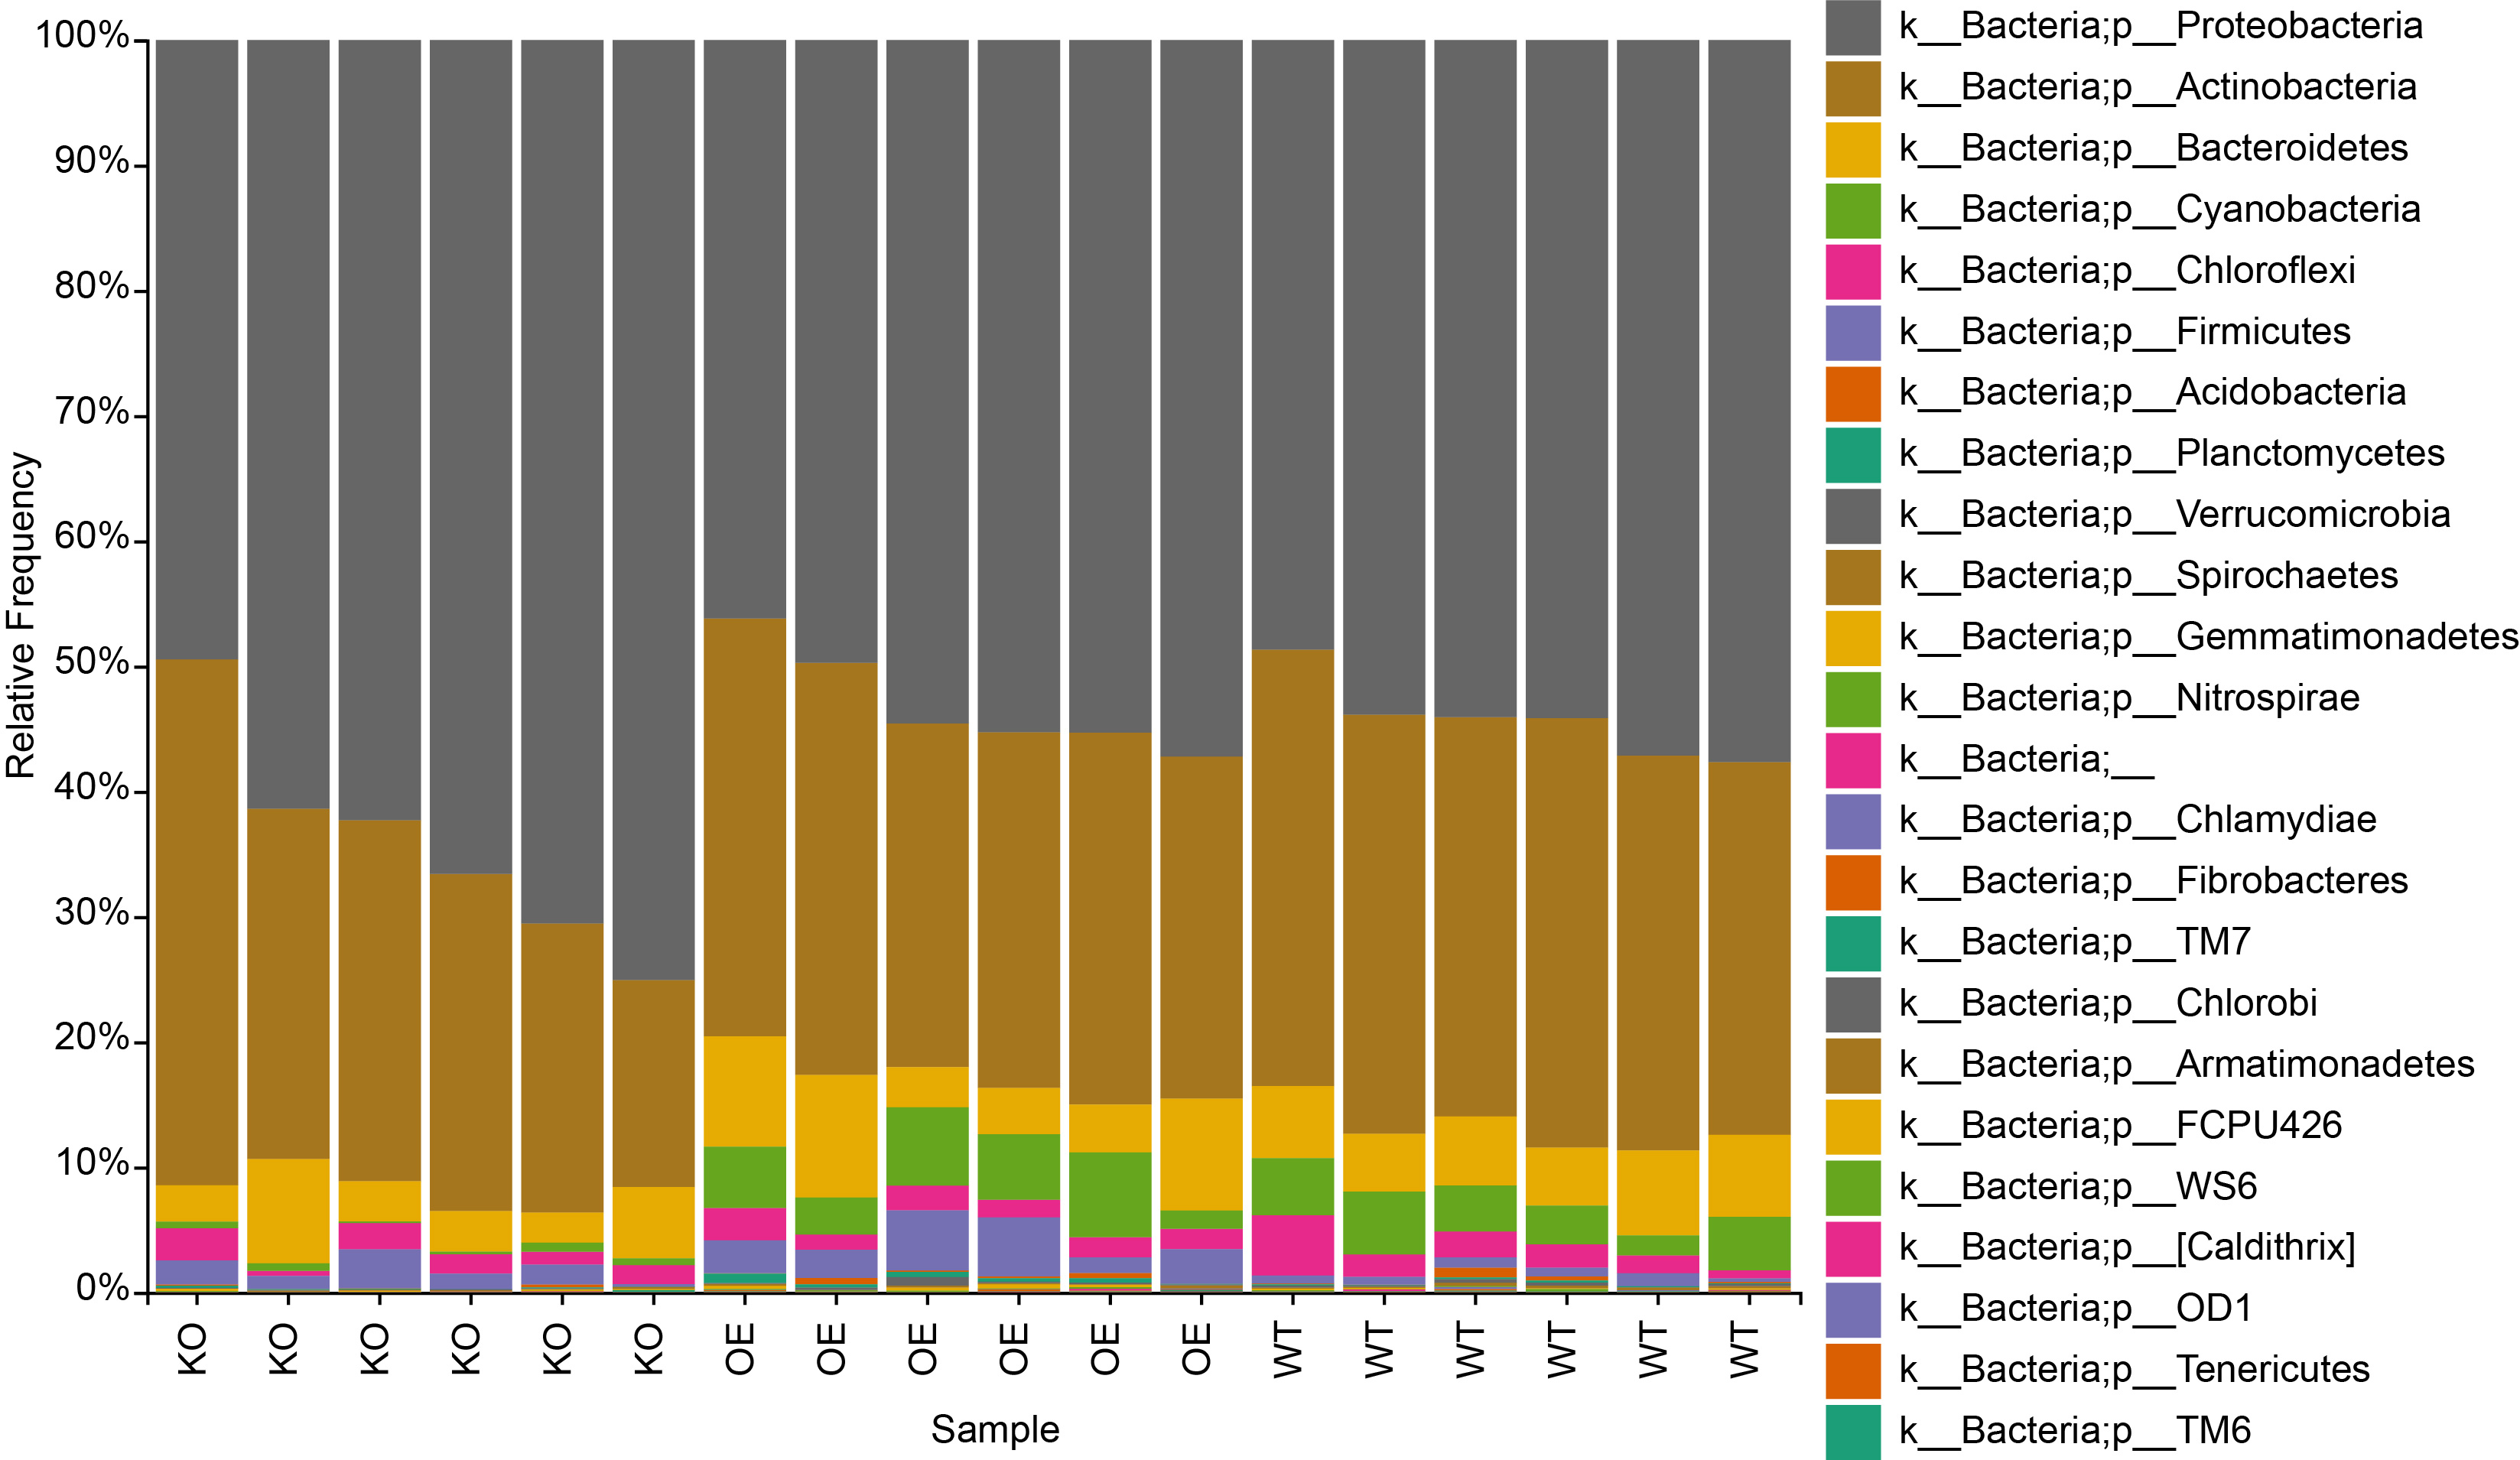 Relative Frequency
100%
90%
80%
70%
60%
50%
40%
30%
20%
10%
0%
KO
KO
KO
KO
KO
KO
OE
OE
OE
OE
OE
OE
WT
WT
WT
WT
WT
WT
Sample
k__Bacteria;p__Proteobacteria
k__Bacteria;p__Actinobacteria
k__Bacteria;p__Bacteroidetes
k__Bacteria;p__Cyanobacteria
k__Bacteria;p__Chloroflexi
k__Bacteria;p__Firmicutes
k__Bacteria;p__Acidobacteria
k__Bacteria;p__Planctomycetes
k__Bacteria;p__Verrucomicrobia
k__Bacteria;p__Spirochaetes
k__Bacteria;p__Gemmatimonadetes
k__Bacteria;p__Nitrospirae
k__Bacteria;__
k__Bacteria;p__Chlamydiae
k__Bacteria;p__Fibrobacteres
k__Bacteria;p__TM7
k__Bacteria;p__Chlorobi
k__Bacteria;p__Armatimonadetes
k__Bacteria;p__FCPU426
k__Bacteria;p__WS6
k__Bacteria;p__[Caldithrix]
k__Bacteria;p__OD1
k__Bacteria;p__Tenericutes
k__Bacteria;p__TM6